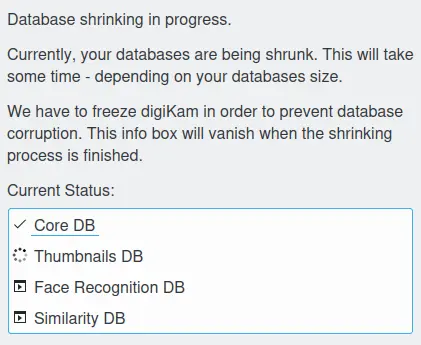 Database shrinking in progress.
Currently, your databases are being shrunk. This will take
some time - depending on your databases size.
We have to freeze digiKam in order to prevent database
corruption. This info box will vanish when the shrinking
process is finished.
Current Status:
Core DB
Thumbnails DB
Face Recognition DB
Similarity DB